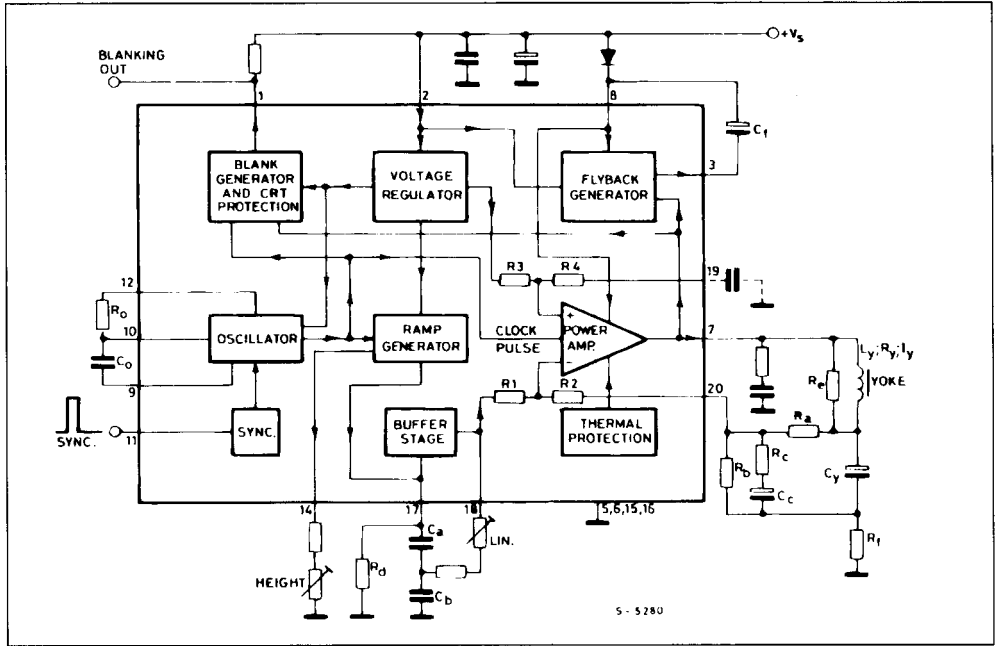 +Vs
BLANKING
OUT
1
2
8
Cf
3
BLANK
GENERATOR
AND CRT
PROTECTION
VOLTAGE
REGULATOR
FLYBACK
GENERATOR
12
R3
R4
19
Ro
10
OSCILLATOR
RAMP
GENERATOR
CLOCK
PULSE
+
POWER
AMP.
-
7
Ly;Ry;Iy
Co
9
R1
R2
20
Re
YOKE
Ra
SYNC.
11
SYNC.
BUFFER
STAGE
THERMAL
PROTECTION
Rb
Rc
Cy
Cc
14
17
18
5,6,15,16
Ca
LIN.
Rf
HEIGHT
Rd
Cb
S-5280